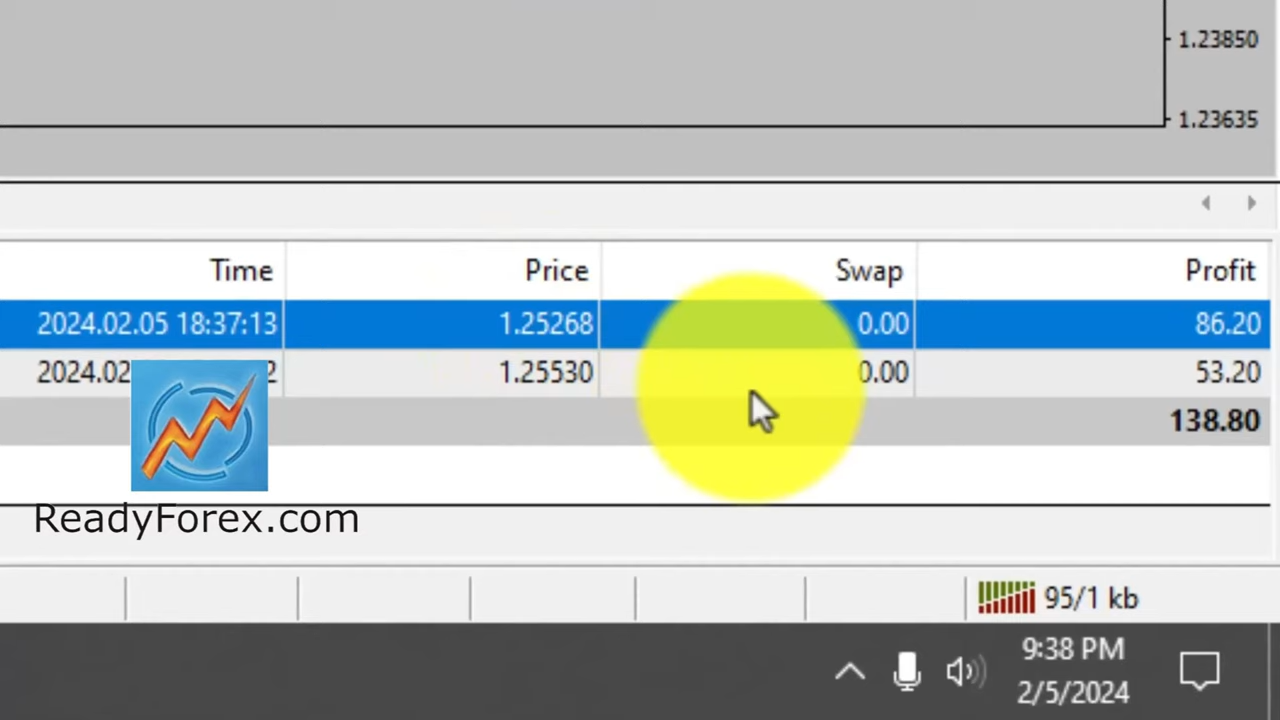 1.23850
1.23635
Time Price Swap Profit
2024.02.05 18:37:13 1.25268 0.00 86.20
2024.02 2 1.25530 0.00 53.20
138.80
ReadyForex.com
95/1 kb
9:38 PM
2/5/2024